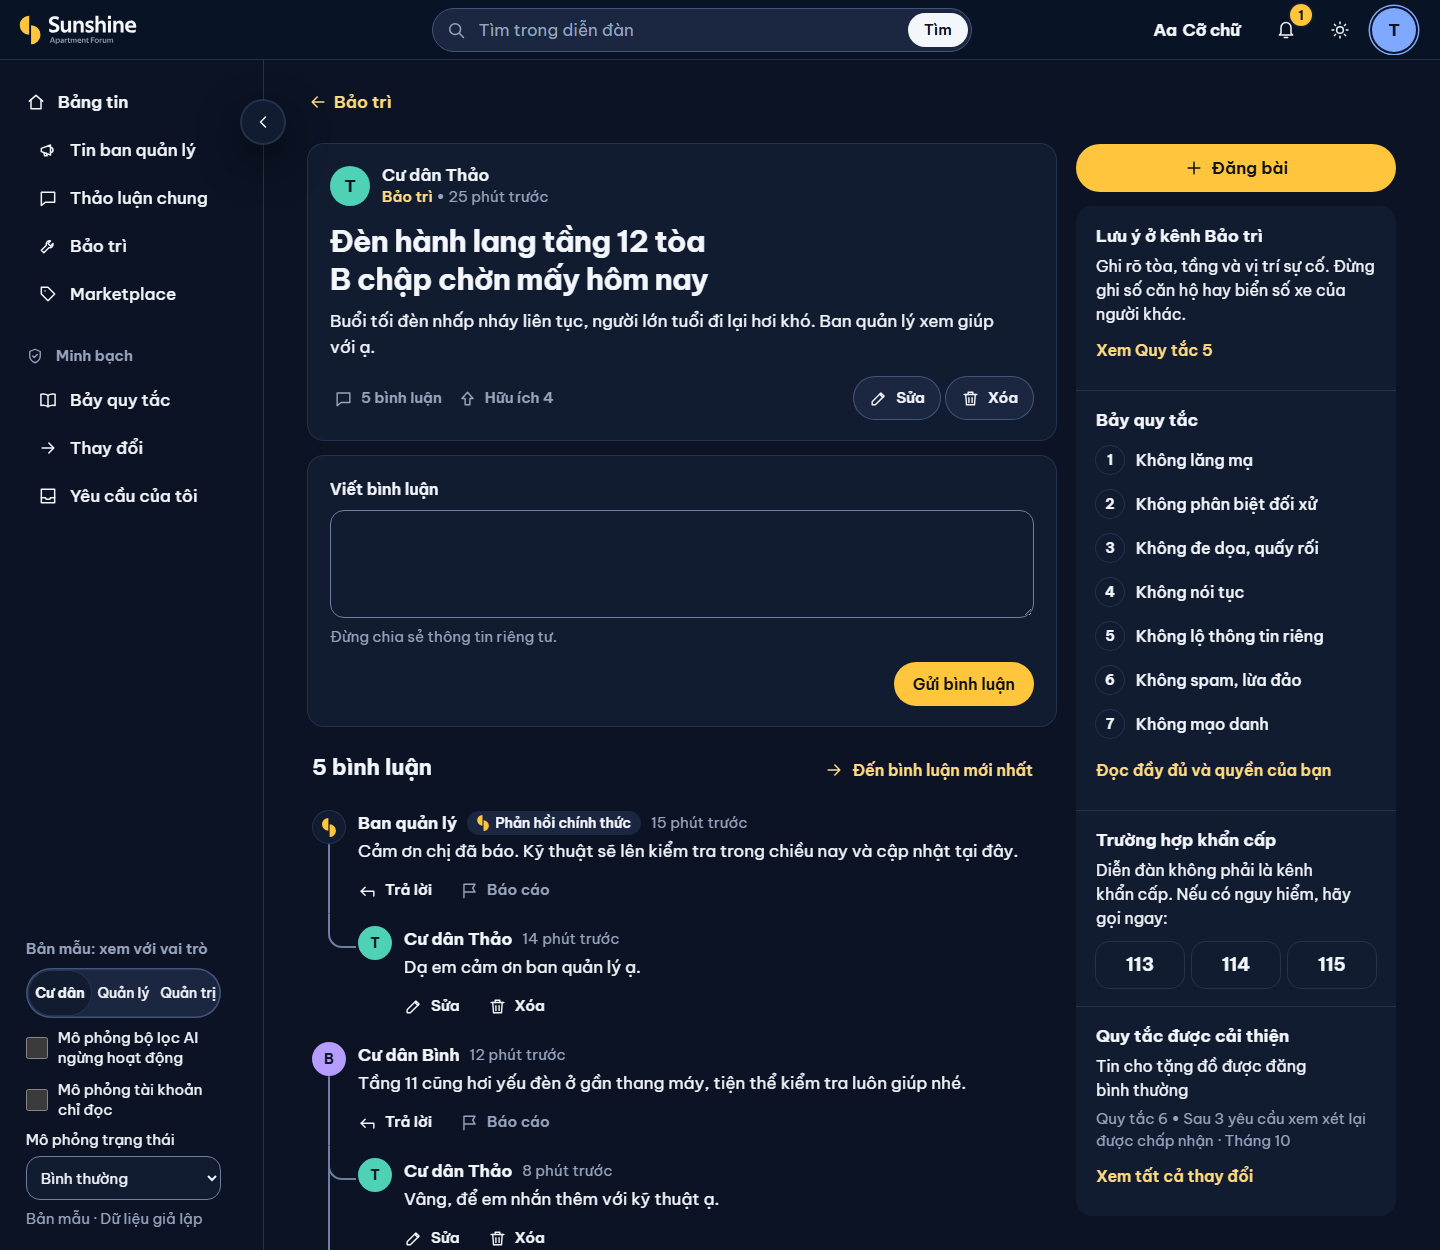 Sunshine
Apartment Forum
Tìm trong diễn đàn
Tìm
Aa Cỡ chữ
1
T
Bảng tin
Tin ban quản lý
Thảo luận chung
Bảo trì
Marketplace
Minh bạch
Bảy quy tắc
Thay đổi
Yêu cầu của tôi
Bản mẫu: xem với vai trò
Cư dân
Quản lý
Quản trị
Mô phỏng bộ lọc AI
ngừng hoạt động
Mô phỏng tài khoản
chỉ đọc
Mô phỏng trạng thái
Bình thường
Bản mẫu · Dữ liệu giả lập
Bảo trì
T
Cư dân Thảo
Bảo trì • 25 phút trước
Đèn hành lang tầng 12 tòa
B chập chờn mấy hôm nay
Buổi tối đèn nhấp nháy liên tục, người lớn tuổi đi lại hơi khó. Ban quản lý xem giúp
với ạ.
5 bình luận
Hữu ích 4
Sửa
Xóa
Viết bình luận
Đừng chia sẻ thông tin riêng tư.
Gửi bình luận
5 bình luận
Đến bình luận mới nhất
Ban quản lý
Phản hồi chính thức
15 phút trước
Cảm ơn chị đã báo. Kỹ thuật sẽ lên kiểm tra trong chiều nay và cập nhật tại đây.
Trả lời
Báo cáo
T
Cư dân Thảo
14 phút trước
Dạ em cảm ơn ban quản lý ạ.
Sửa
Xóa
B
Cư dân Bình
12 phút trước
Tầng 11 cũng hơi yếu đèn ở gần thang máy, tiện thể kiểm tra luôn giúp nhé.
Trả lời
Báo cáo
T
Cư dân Thảo
8 phút trước
Vâng, để em nhắn thêm với kỹ thuật ạ.
Sửa
Xóa
Đăng bài
Lưu ý ở kênh Bảo trì
Ghi rõ tòa, tầng và vị trí sự cố. Đừng
ghi số căn hộ hay biển số xe của
người khác.
Xem Quy tắc 5
Bảy quy tắc
1 Không lăng mạ
2 Không phân biệt đối xử
3 Không đe dọa, quấy rối
4 Không nói tục
5 Không lộ thông tin riêng
6 Không spam, lừa đảo
7 Không mạo danh
Đọc đầy đủ và quyền của bạn
Trường hợp khẩn cấp
Diễn đàn không phải là kênh
khẩn cấp. Nếu có nguy hiểm, hãy
gọi ngay:
113
114
115
Quy tắc được cải thiện
Tin cho tặng đồ được đăng
bình thường
Quy tắc 6 • Sau 3 yêu cầu xem xét lại
được chấp nhận · Tháng 10
Xem tất cả thay đổi